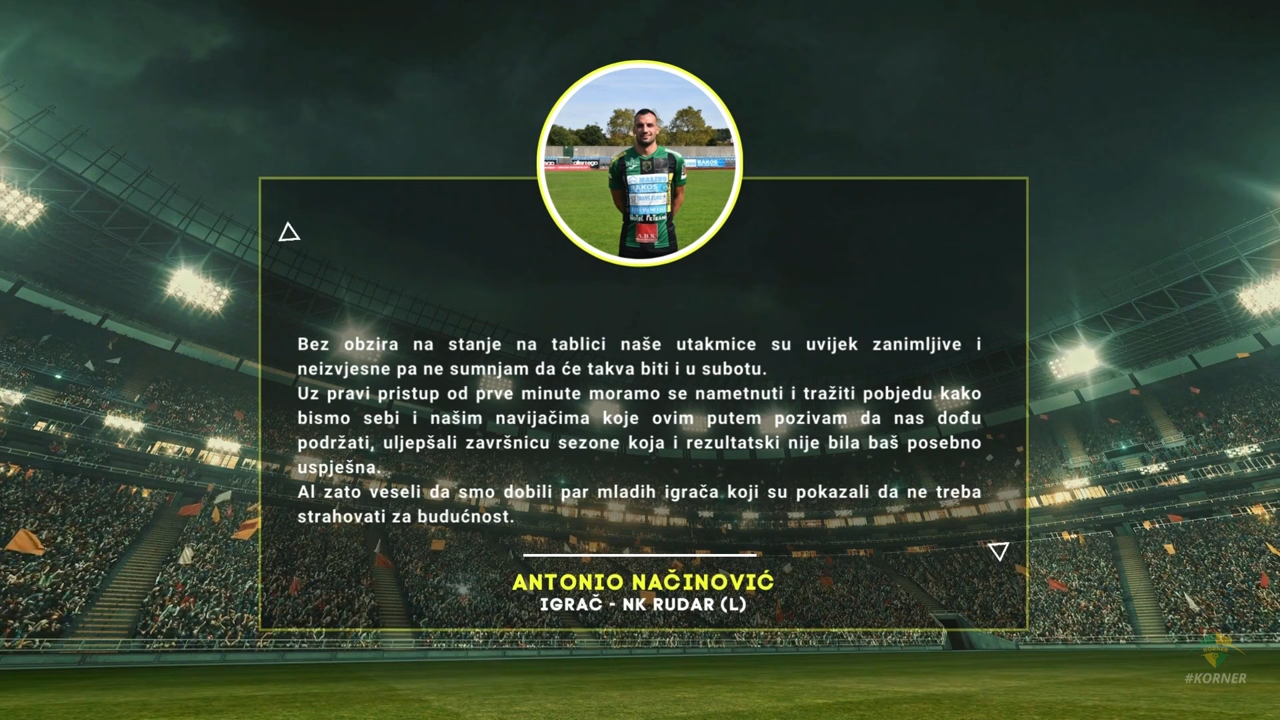 MAKOS
Hotel Peteani
Bez obzira na stanje na tablici naše utakmice su uvijek zanimljive i
neizvjesne pa ne sumnjam da će takva biti i u subotu.
Uz pravi pristup od prve minute moramo se nametnuti i tražiti pobjedu kako
bismo sebi i našim navijačima koje ovim putem pozivam da nas dođu
podržati, uljepšali završnicu sezone koja i rezultatski nije bila baš posebno
uspješna.
Al zato veseli da smo dobili par mladih igrača koji su pokazali da ne treba
strahovati za budućnost.
ANTONIO NAČINOVIĆ
IGRAČ - NK RUDAR (L)
KORNER
#KORNER